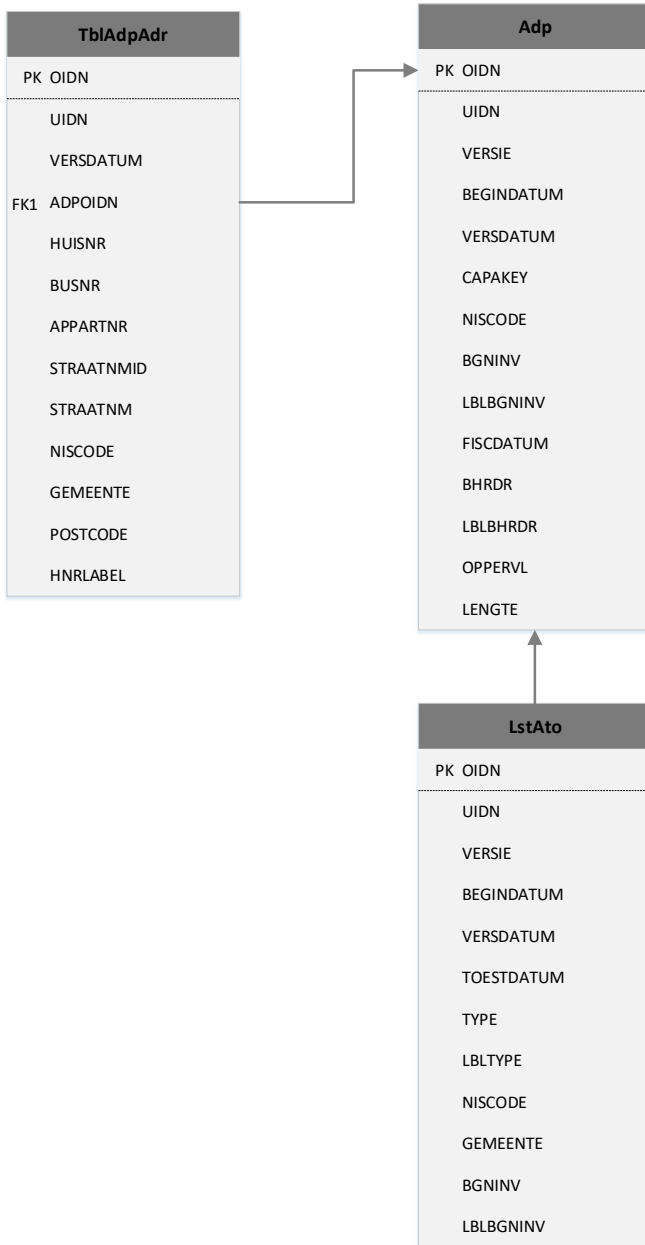 TblAdpAdr
PK OIDN
UIDN
VERSDATUM
FK1 ADPOIDN
HUISNR
BUSNR
APPARTNR
STRAATNMID
STRAATNM
NISCODE
GEMEENTE
POSTCODE
HNRLABEL
Adp
PK OIDN
UIDN
VERSIE
BEGINDATUM
VERSDATUM
CAPAKEY
NISCODE
BGNINV
LBLBGNINV
FISCDATUM
BHRDR
LBLBHRDR
OPPERVL
LENGTE
LstAto
PK OIDN
UIDN
VERSIE
BEGINDATUM
VERSDATUM
TOESTDATUM
TYPE
LBLTYPE
NISCODE
GEMEENTE
BGNINV
LBLBGNINV